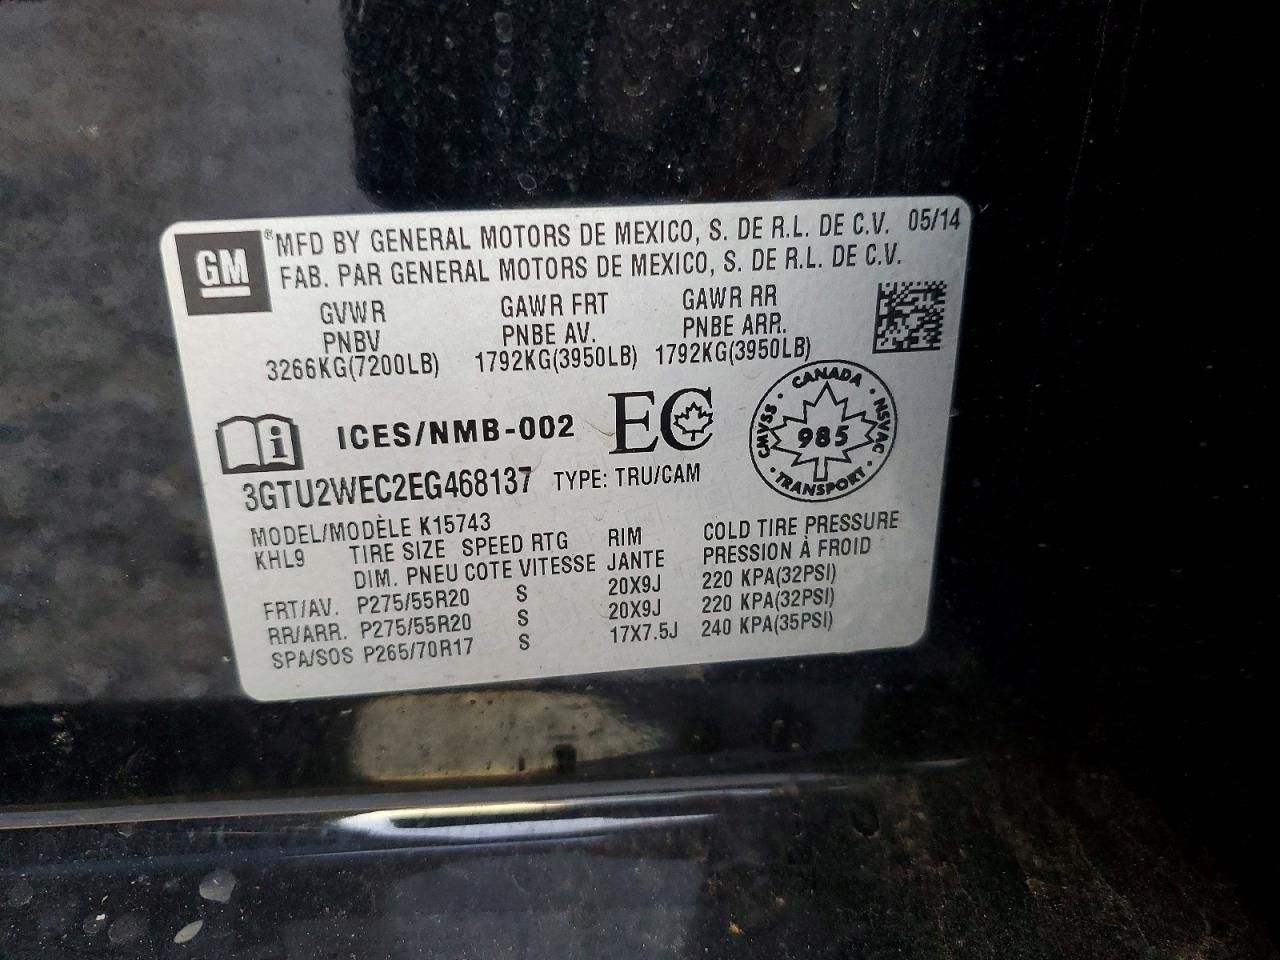 GM ® MFD BY GENERAL MOTORS DE MEXICO, S. DE R.L. DE C.V. 05/14
FAB. PAR GENERAL MOTORS DE MEXICO, S. DE R.L. DE C.V.
GVWR GAWR FRT GAWR RR
PNBV PNBE AV. PNBE ARR.
3266KG(7200LB) 1792KG(3950LB) 1792KG(3950LB)
i ICES/NMB-002 EC
CANADA · NSVAC · TRANSPORT · CMVSS ·
985
3GTU2WEC2EG468137 TYPE: TRU/CAM
MODEL/MODÈLE K15743
KHL9 TIRE SIZE SPEED RTG RIM COLD TIRE PRESSURE
DIM. PNEU COTE VITESSE JANTE PRESSION À FROID
FRT/AV. P275/55R20 S 20X9J 220 KPA(32PSI)
RR/ARR. P275/55R20 S 20X9J 220 KPA(32PSI)
SPA/SOS P265/70R17 S 17X7.5J 240 KPA(35PSI)